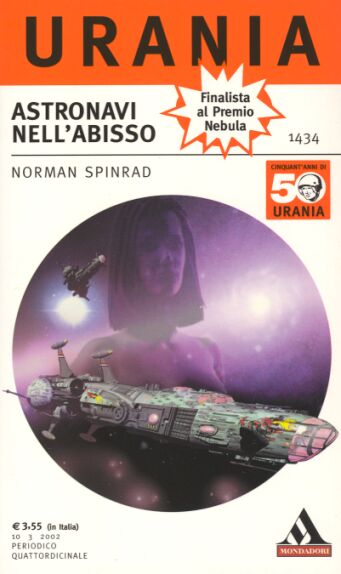 URANIA
ASTRONAVI
NELL'ABISSO
Finalista
al Premio
Nebula
1434
NORMAN SPINRAD
CINQUANT'ANNI DI
50
URANIA
€ 3,55 (in Italia)
10 3 2002
PERIODICO
QUATTORDICINALE
MONDADORI